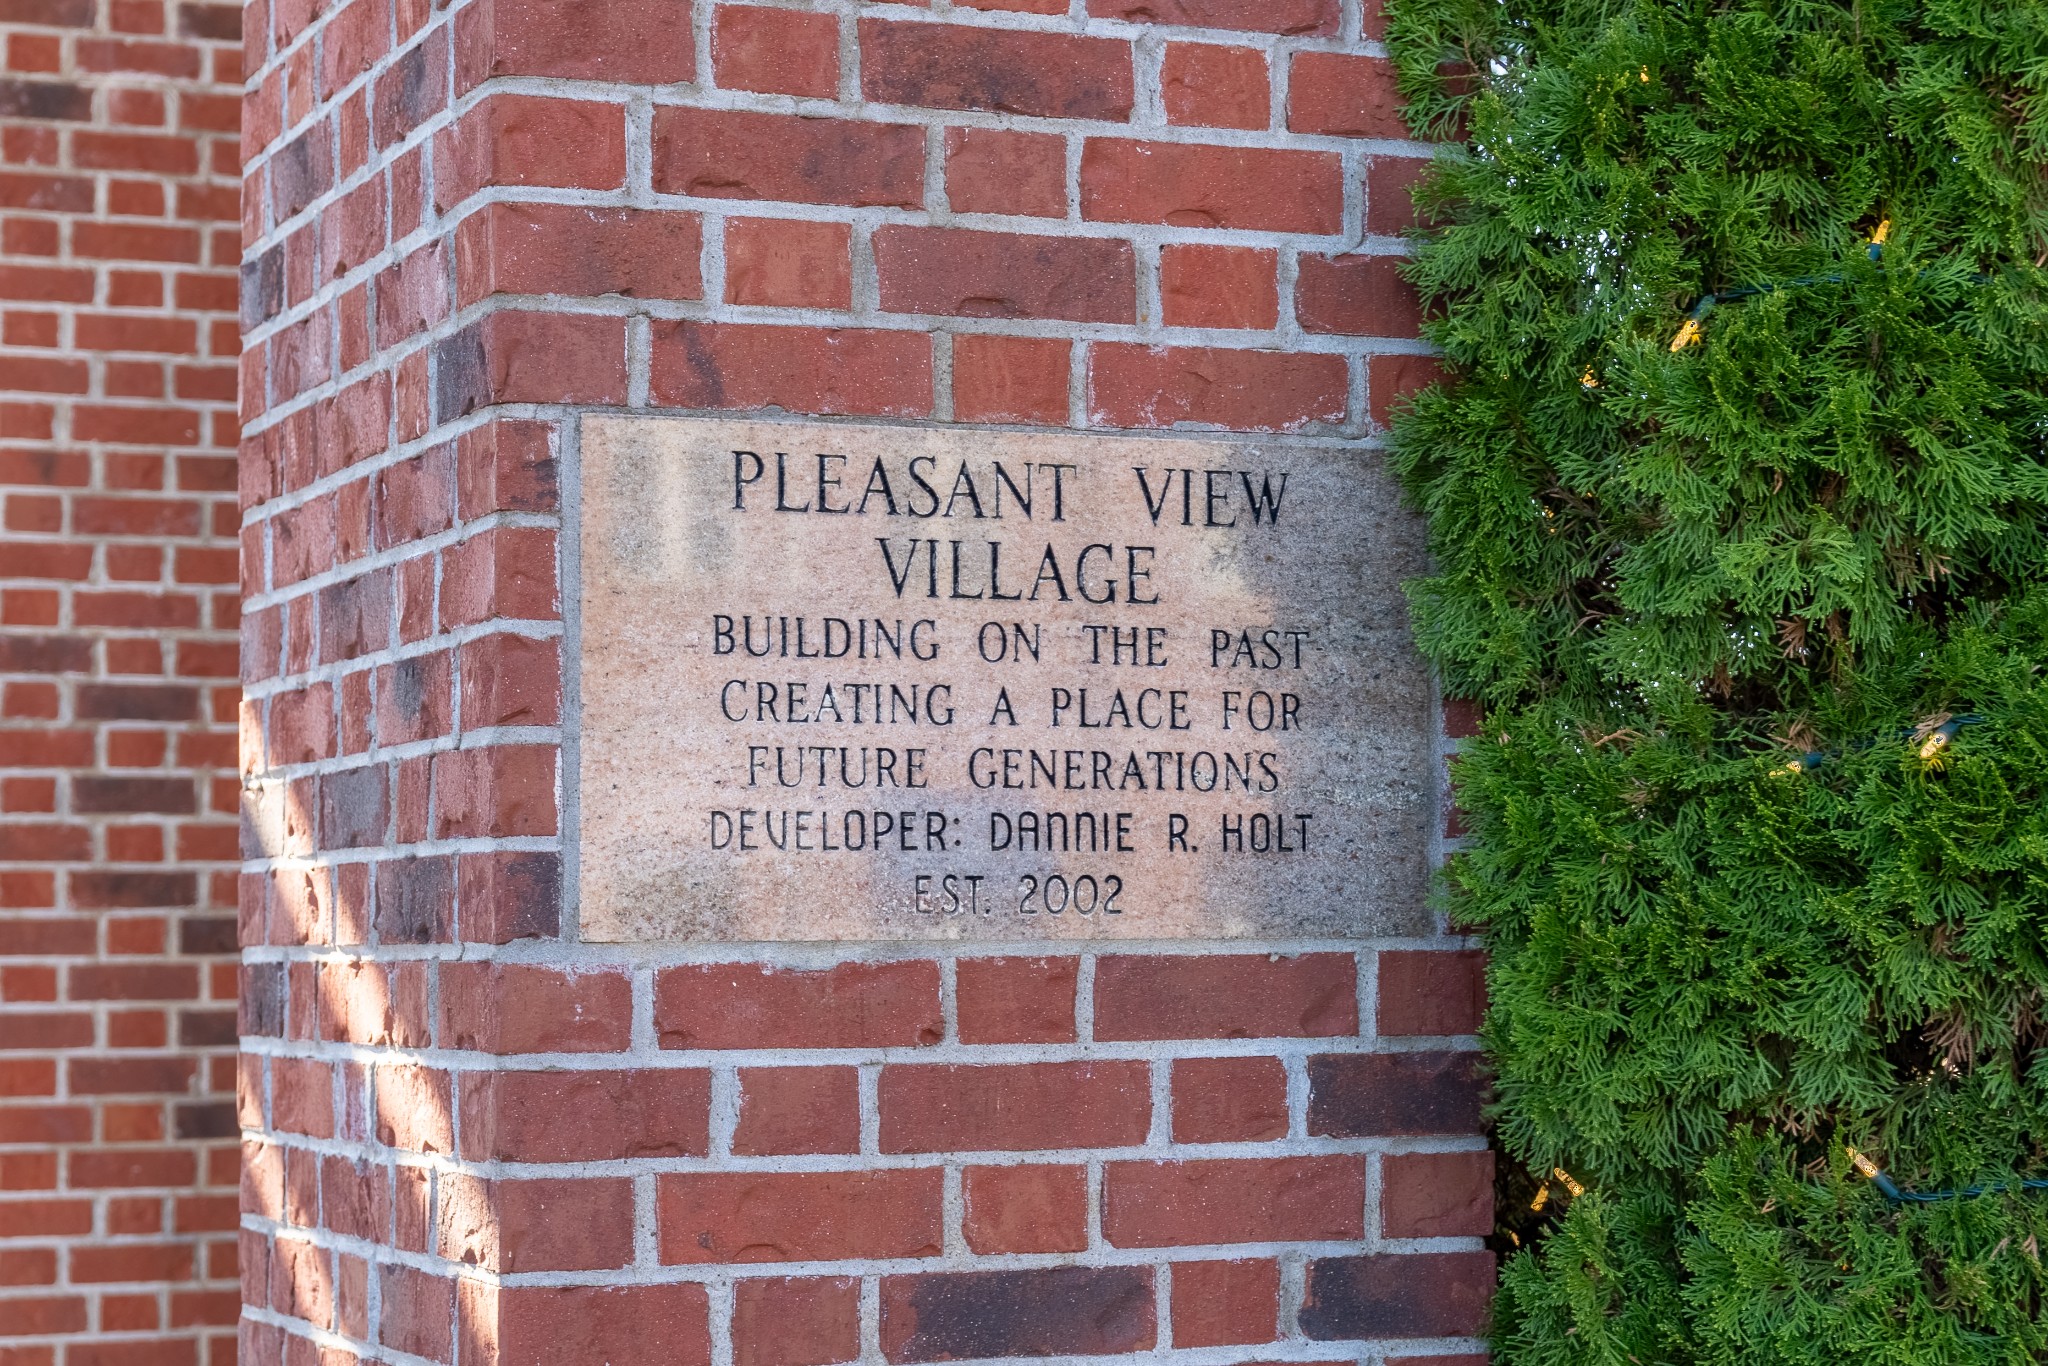 PLEASANT VIEW
VILLAGE
BUILDING ON THE PAST
CREATING A PLACE FOR
FUTURE GENERATIONS
DEVELOPER: DANNIE R. HOLT
EST. 2002